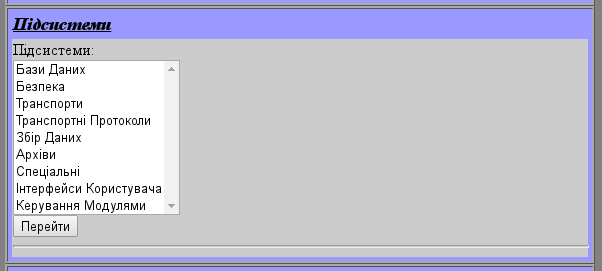 Підсистеми
Підсистеми:
Бази Даних
Безпека
Транспорти
Транспортні Протоколи
Збір Даних
Архіви
Спеціальні
Інтерфейси Користувача
Керування Модулями
Перейти